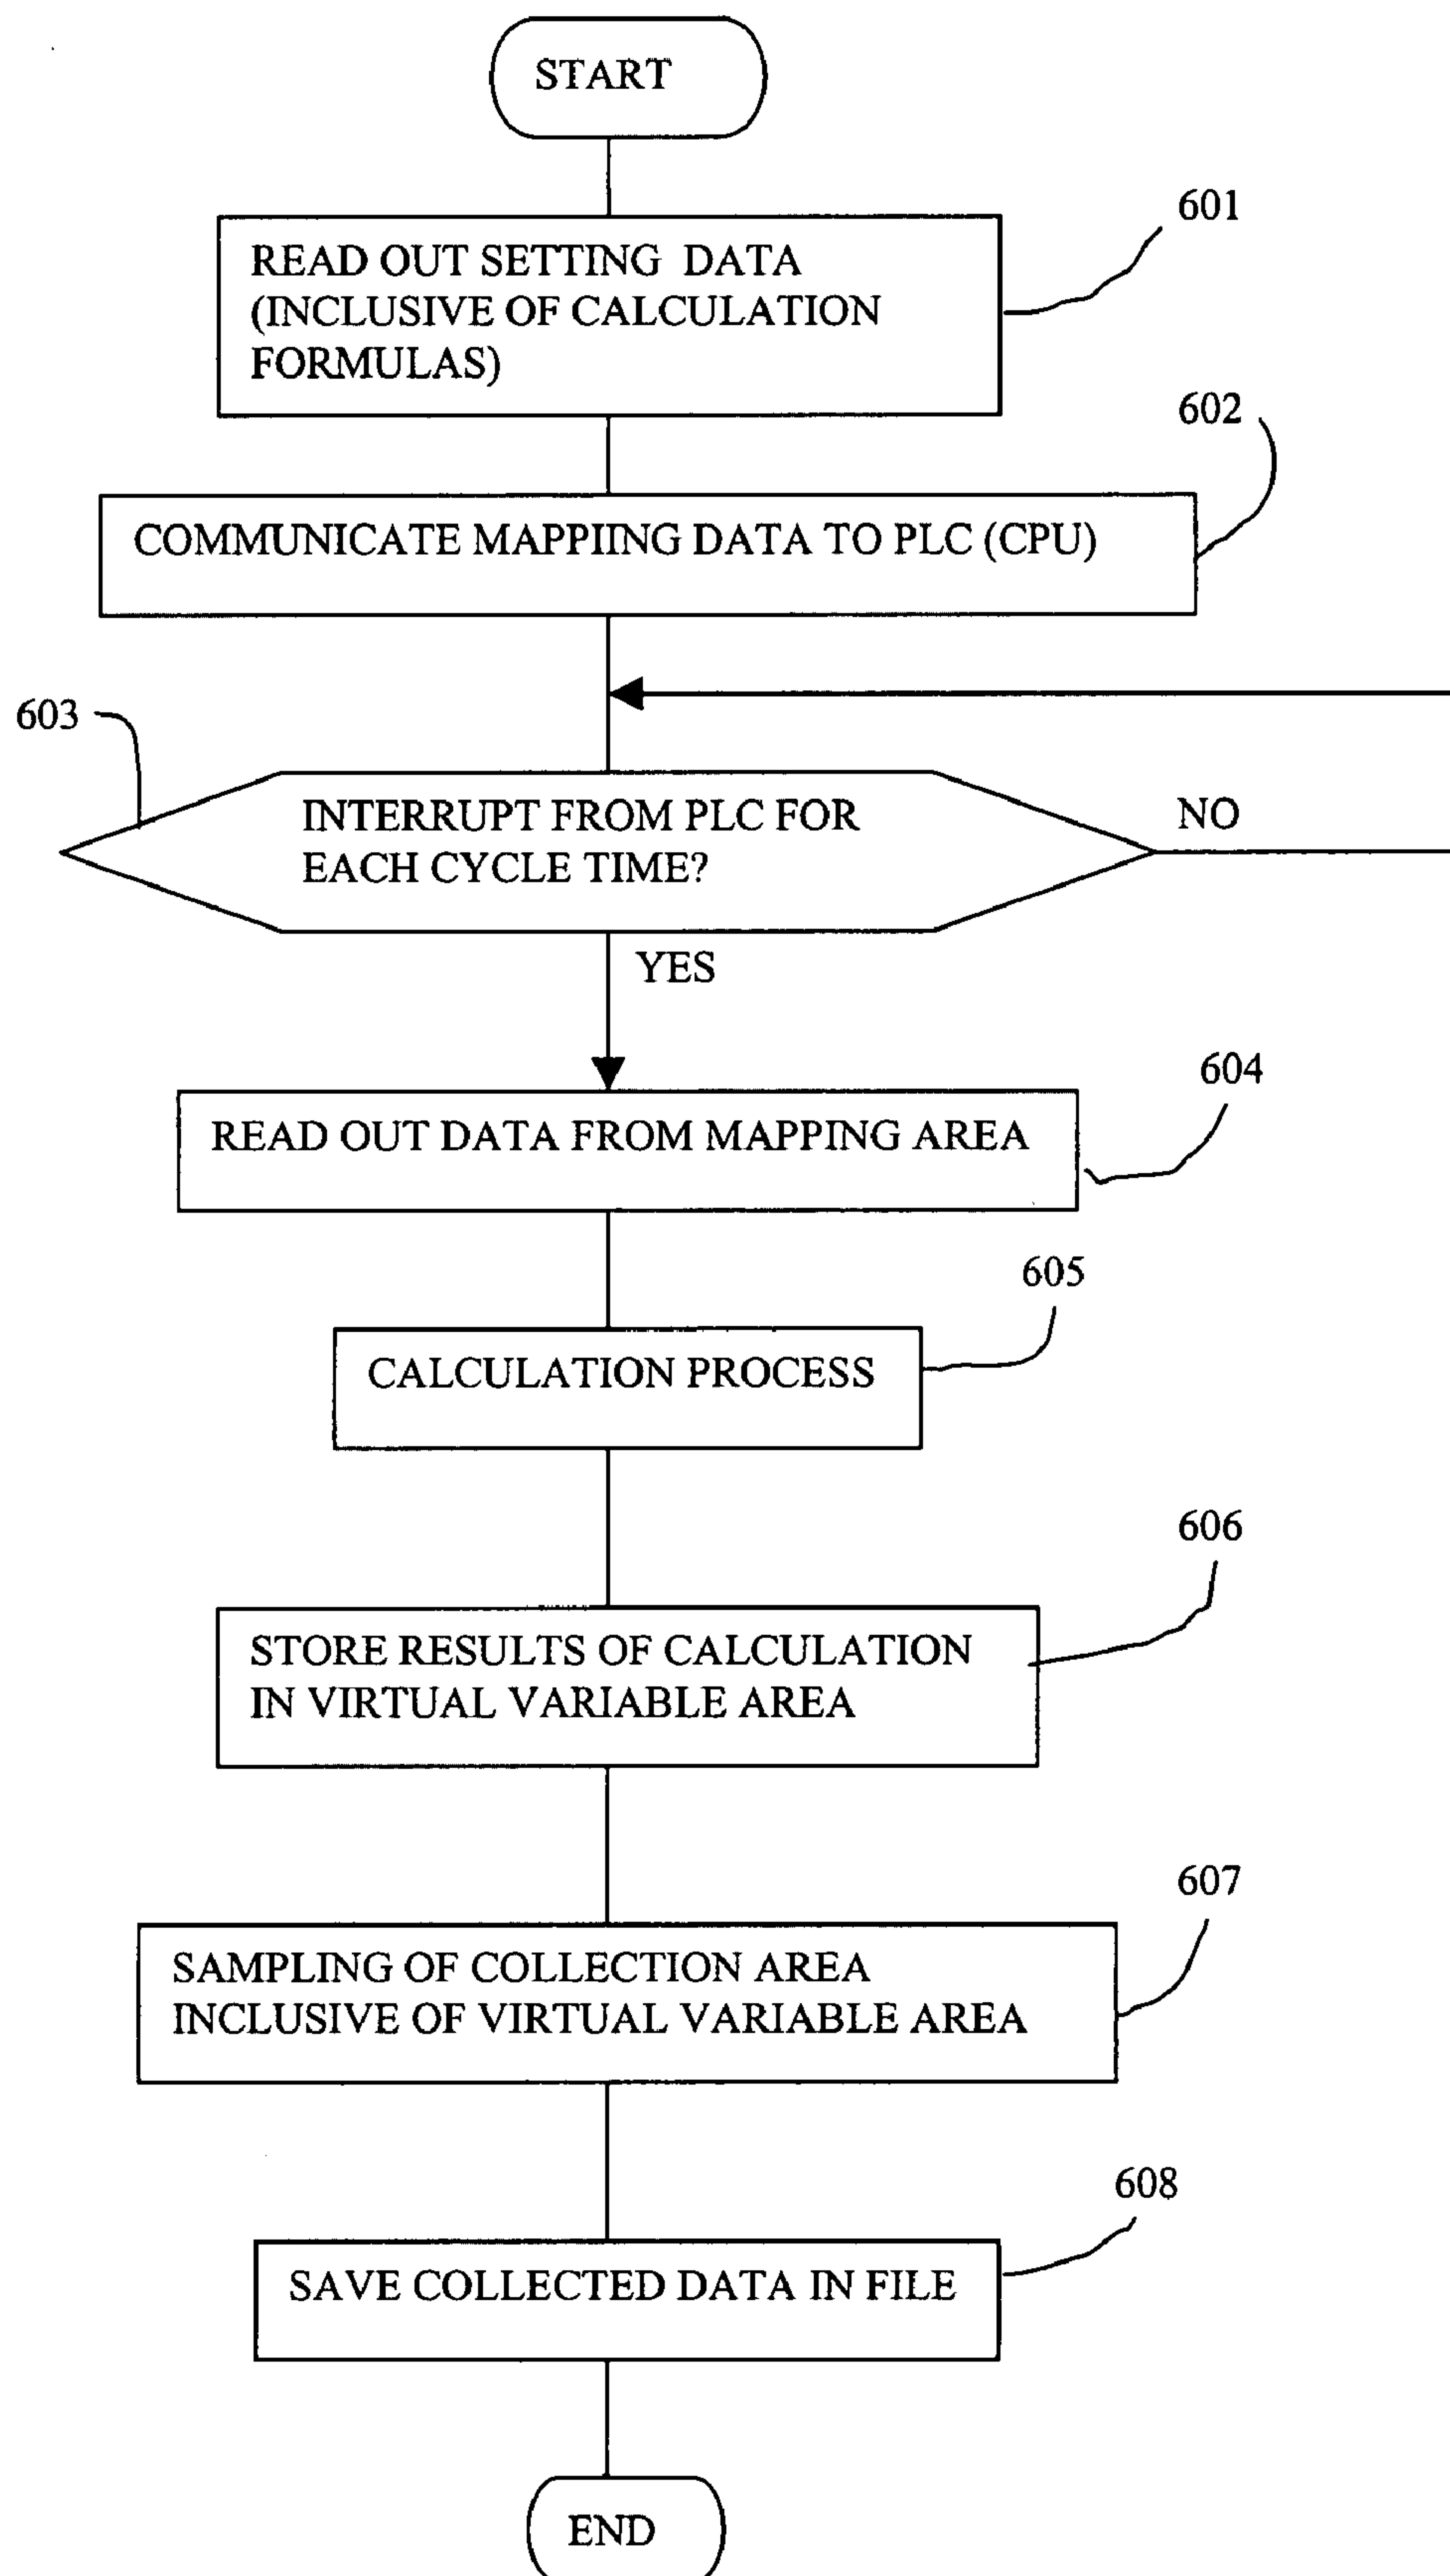 START
601
READ OUT SETTING DATA
(INCLUSIVE OF CALCULATION
FORMULAS)
602
COMMUNICATE MAPPIING DATA TO PLC (CPU)
603
INTERRUPT FROM PLC FOR
EACH CYCLE TIME?
NO
YES
604
READ OUT DATA FROM MAPPING AREA
605
CALCULATION PROCESS
606
STORE RESULTS OF CALCULATION
IN VIRTUAL VARIABLE AREA
607
SAMPLING OF COLLECTION AREA
INCLUSIVE OF VIRTUAL VARIABLE AREA
608
SAVE COLLECTED DATA IN FILE
END